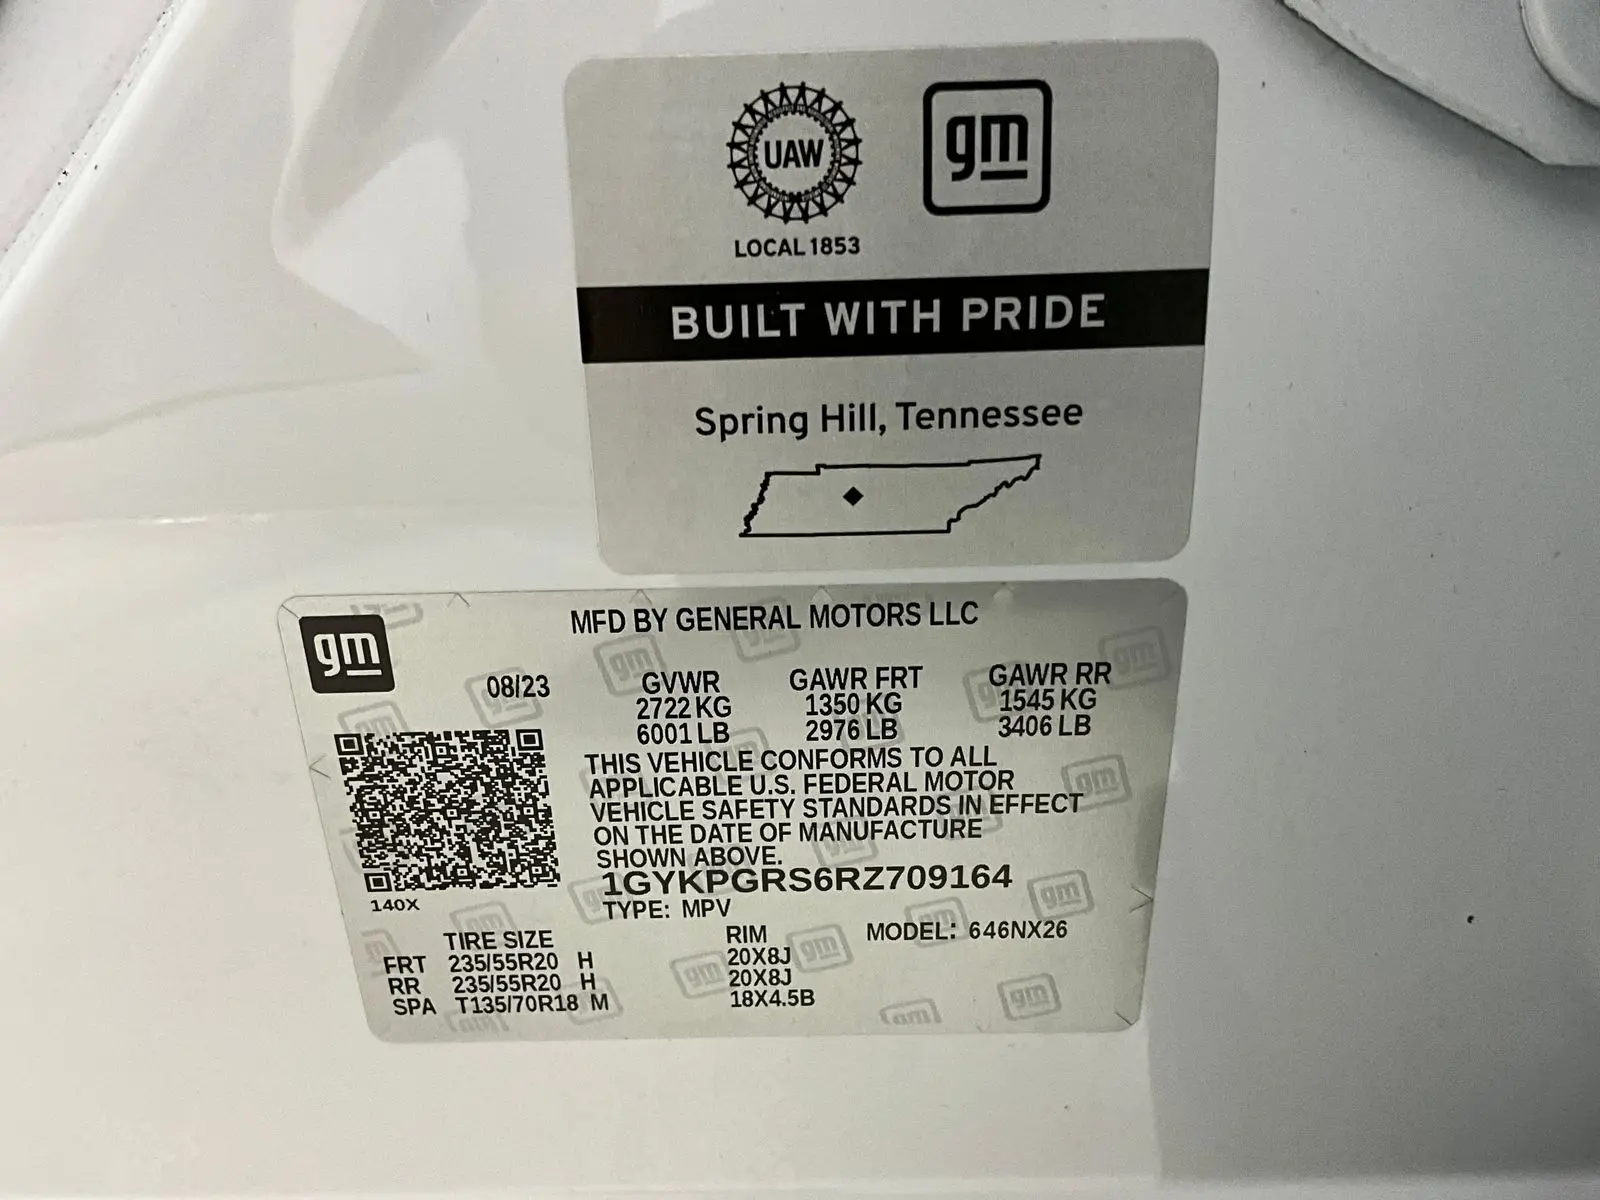 UAW
gm
LOCAL 1853
BUILT WITH PRIDE
Spring Hill, Tennessee
gm
MFD BY GENERAL MOTORS LLC
08/23 GVWR GAWR FRT GAWR RR
2722 KG 1350 KG 1545 KG
6001 LB 2976 LB 3406 LB
THIS VEHICLE CONFORMS TO ALL
APPLICABLE U.S. FEDERAL MOTOR
VEHICLE SAFETY STANDARDS IN EFFECT
ON THE DATE OF MANUFACTURE
SHOWN ABOVE.
1GYKPGRS6RZ709164
140X
TYPE: MPV
TIRE SIZE RIM MODEL: 646NX26
FRT 235/55R20 H 20X8J
RR 235/55R20 H 20X8J
SPA T135/70R18 M 18X4.5B